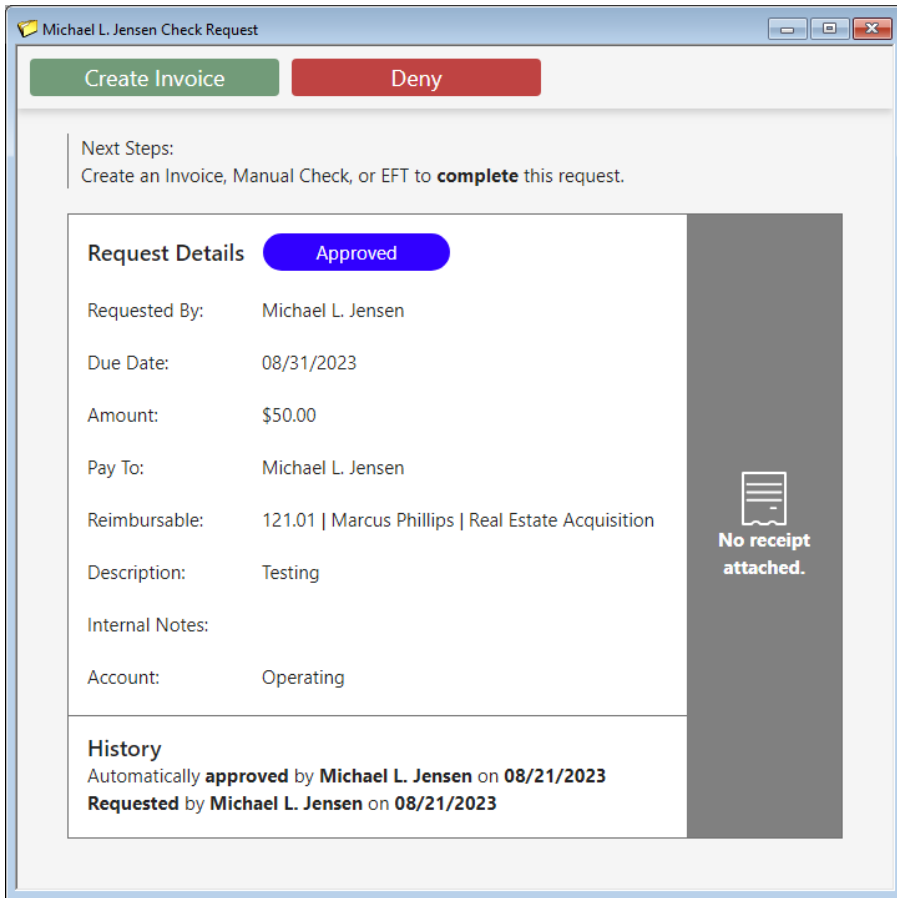 Michael L. Jensen Check Request
Create Invoice Deny
Next Steps:
Create an Invoice, Manual Check, or EFT to complete this request.
Request Details Approved
Requested By: Michael L. Jensen
Due Date: 08/31/2023
Amount: $50.00
Pay To: Michael L. Jensen
Reimbursable: 121.01 | Marcus Phillips | Real Estate Acquisition
Description: Testing
Internal Notes:
Account: Operating
History
Automatically approved by Michael L. Jensen on 08/21/2023
Requested by Michael L. Jensen on 08/21/2023
No receipt
attached.